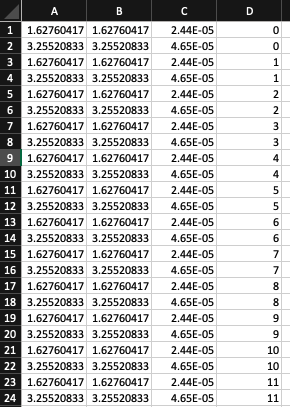 A B C D
1 1.62760417 1.62760417 2.44E-05 0
2 3.25520833 3.25520833 4.65E-05 0
3 1.62760417 1.62760417 2.44E-05 1
4 3.25520833 3.25520833 4.65E-05 1
5 1.62760417 1.62760417 2.44E-05 2
6 3.25520833 3.25520833 4.65E-05 2
7 1.62760417 1.62760417 2.44E-05 3
8 3.25520833 3.25520833 4.65E-05 3
9 1.62760417 1.62760417 2.44E-05 4
10 3.25520833 3.25520833 4.65E-05 4
11 1.62760417 1.62760417 2.44E-05 5
12 3.25520833 3.25520833 4.65E-05 5
13 1.62760417 1.62760417 2.44E-05 6
14 3.25520833 3.25520833 4.65E-05 6
15 1.62760417 1.62760417 2.44E-05 7
16 3.25520833 3.25520833 4.65E-05 7
17 1.62760417 1.62760417 2.44E-05 8
18 3.25520833 3.25520833 4.65E-05 8
19 1.62760417 1.62760417 2.44E-05 9
20 3.25520833 3.25520833 4.65E-05 9
21 1.62760417 1.62760417 2.44E-05 10
22 3.25520833 3.25520833 4.65E-05 10
23 1.62760417 1.62760417 2.44E-05 11
24 3.25520833 3.25520833 4.65E-05 11